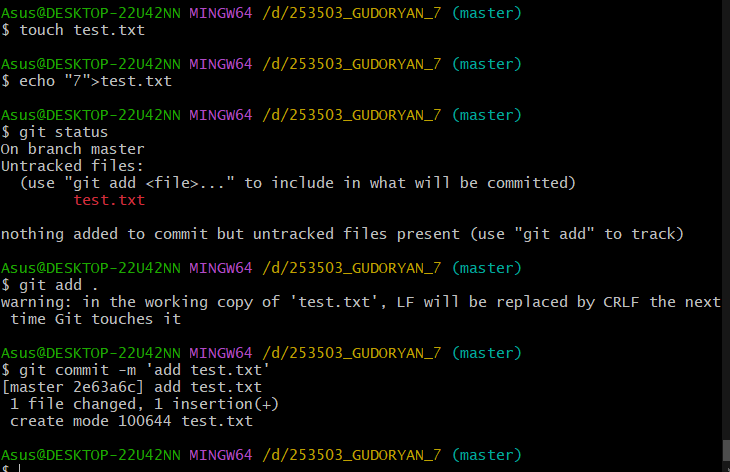 Asus@DESKTOP-22U42NN MINGW64 /d/253503_GUDORYAN_7 (master)
$ touch test.txt
Asus@DESKTOP-22U42NN MINGW64 /d/253503_GUDORYAN_7 (master)
$ echo "7">test.txt
Asus@DESKTOP-22U42NN MINGW64 /d/253503_GUDORYAN_7 (master)
$ git status
On branch master
Untracked files:
  (use "git add <file>..." to include in what will be committed)
        test.txt
nothing added to commit but untracked files present (use "git add" to track)
Asus@DESKTOP-22U42NN MINGW64 /d/253503_GUDORYAN_7 (master)
$ git add .
warning: in the working copy of 'test.txt', LF will be replaced by CRLF the next
 time Git touches it
Asus@DESKTOP-22U42NN MINGW64 /d/253503_GUDORYAN_7 (master)
$ git commit -m 'add test.txt'
[master 2e63a6c] add test.txt
 1 file changed, 1 insertion(+)
 create mode 100644 test.txt
Asus@DESKTOP-22U42NN MINGW64 /d/253503_GUDORYAN_7 (master)
$